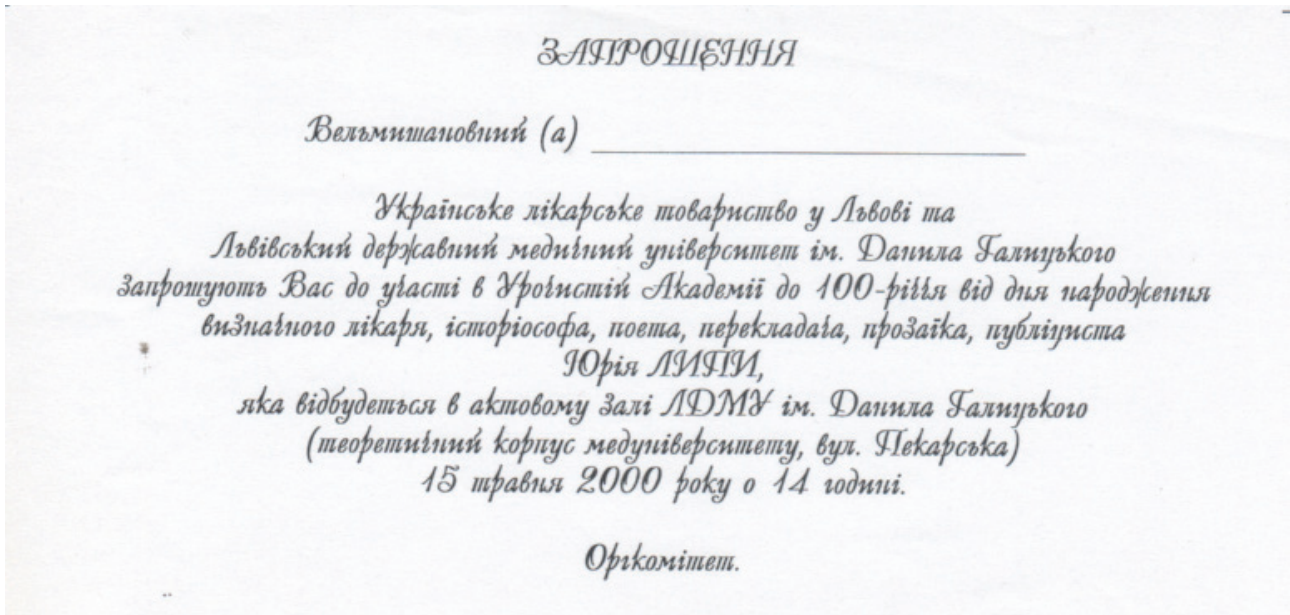 ЗАПРОШЕННЯ
Вельмишановний (а)
Українське лікарське товариство у Львові та
Львівський державний медичний університет ім. Данила Галицького
запрошують Вас до участі в Урочистій Академії до 100-річчя від дня народження
визначного лікаря, історіософа, поета, перекладача, прозаїка, публіциста
Юрія ЛИПИ,
яка відбудеться в актовому залі ЛДМУ ім. Данила Галицького
(теоретичний корпус медуніверситету, вул. Пекарська)
15 травня 2000 року о 14 годині.
Оргкомітет.